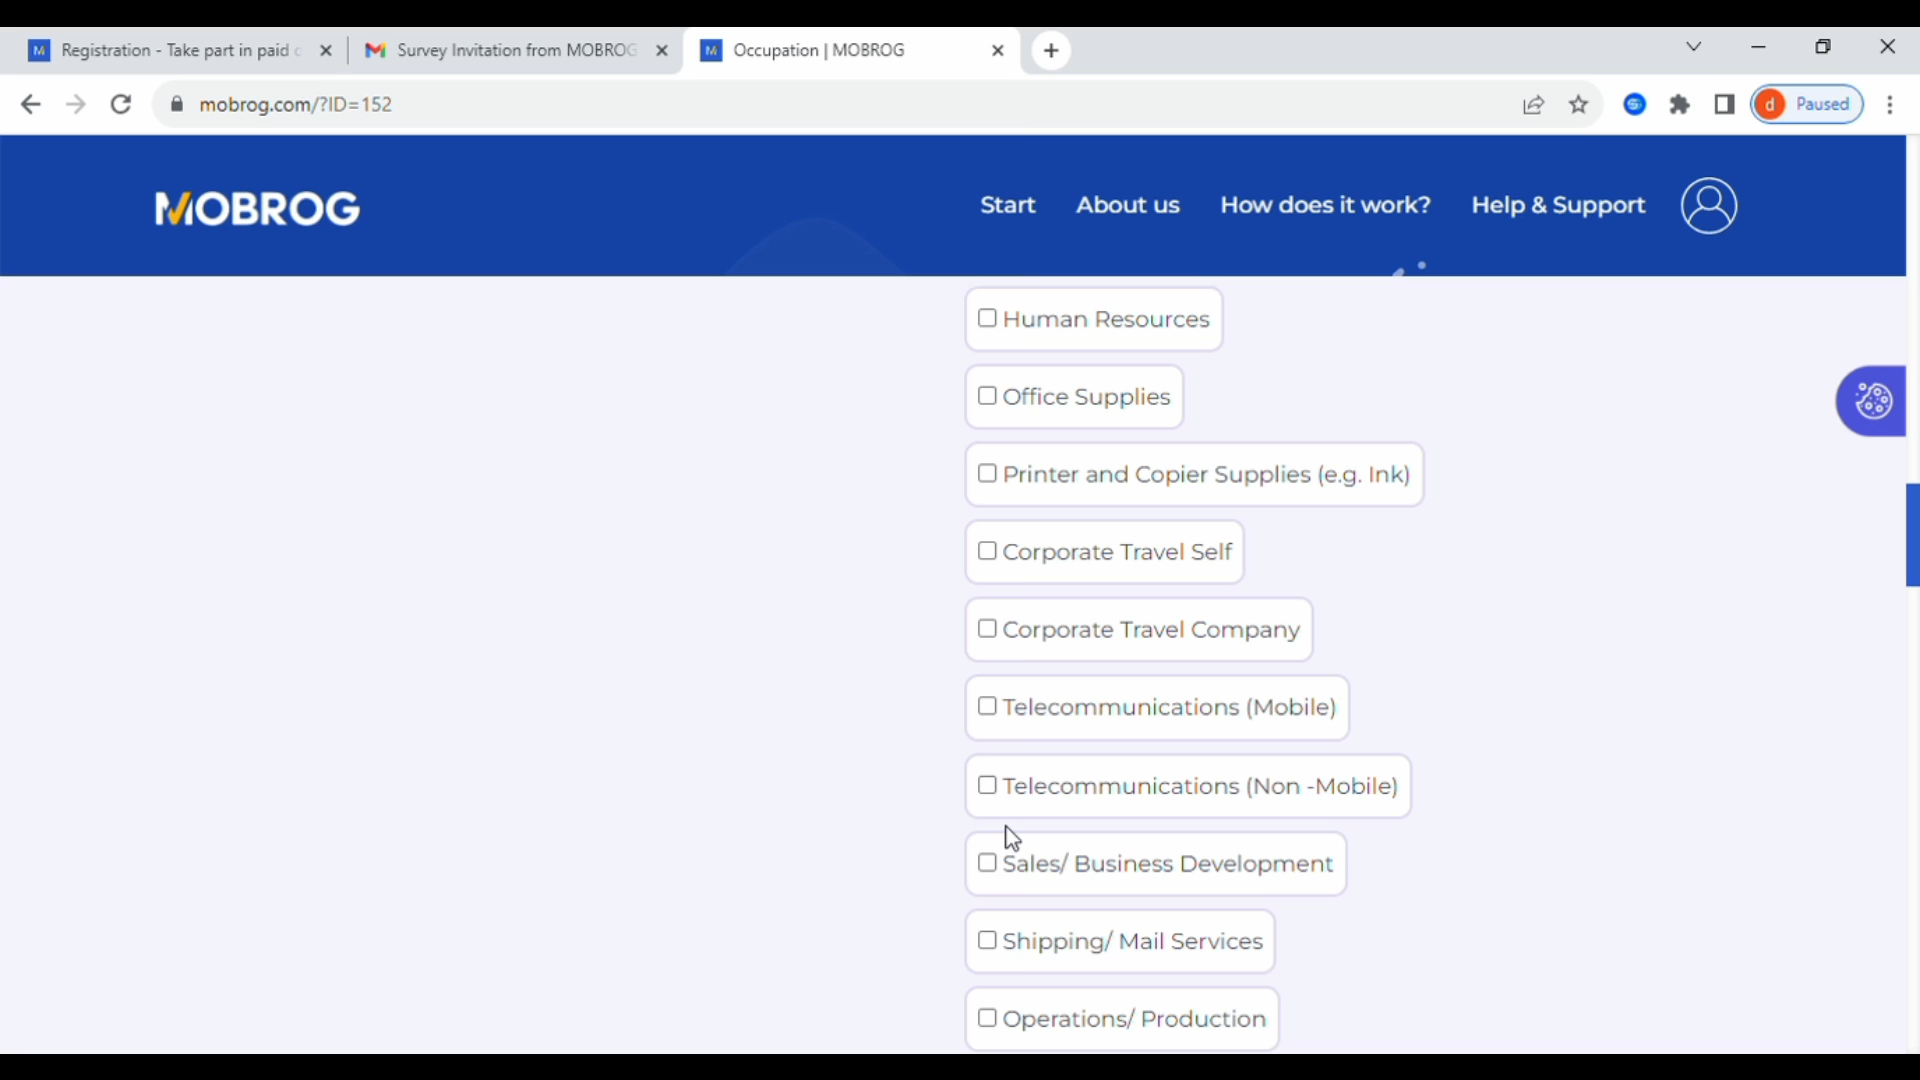 Registration - Take part in paid
Survey Invitation from MOBROG
Occupation | MOBROG
mobrog.com/?ID=152
d Paused
MOBROG
Start
About us
How does it work?
Help & Support
Human Resources
Office Supplies
Printer and Copier Supplies (e.g. Ink)
Corporate Travel Self
Corporate Travel Company
Telecommunications (Mobile)
Telecommunications (Non -Mobile)
Sales/ Business Development
Shipping/ Mail Services
Operations/ Production